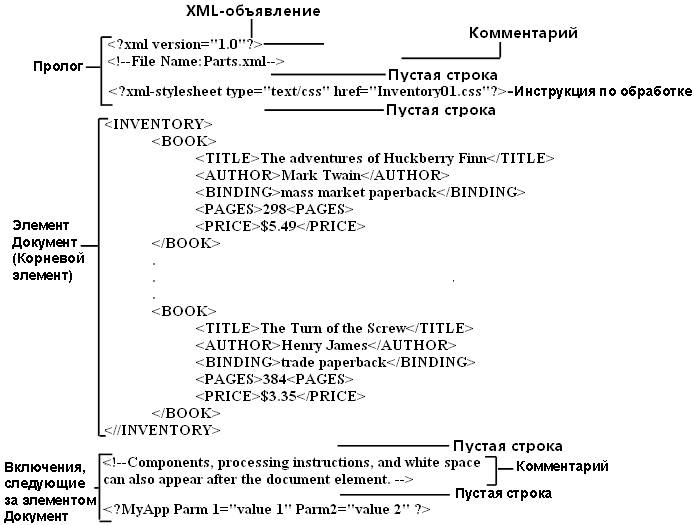 XML-объявление
<?xml version="1.0"?>
Комментарий
<!--File Name: Parts.xml-->
Пролог
Пустая строка
<?xml-stylesheet type="text/css" href="Inventory01.css"?>-Инструкция по обработке
Пустая строка
<INVENTORY>
<BOOK>
<TITLE>The adventures of Huckberry Finn</TITLE>
<AUTHOR>Mark Twain</AUTHOR>
<BINDING>mass market paperback</BINDING>
<PAGES>298<PAGES>
<PRICE>$5.49</PRICE>
</BOOK>
Элемент
Документ
(Корневой
элемент)
.
.
.
<BOOK>
<TITLE>The Turn of the Screw</TITLE>
<AUTHOR>Henry James</AUTHOR>
<BINDING>trade paperback</BINDING>
<PAGES>384<PAGES>
<PRICE>$3.35</PRICE>
</BOOK>
<//INVENTORY>
Пустая строка
Включения,
следующие
за элементом
Документ
<!--Components, processing instructions, and white space
can also appear after the document element. -->
Комментарий
Пустая строка
<?MyApp Parm 1="value 1" Parm2="value 2" ?>